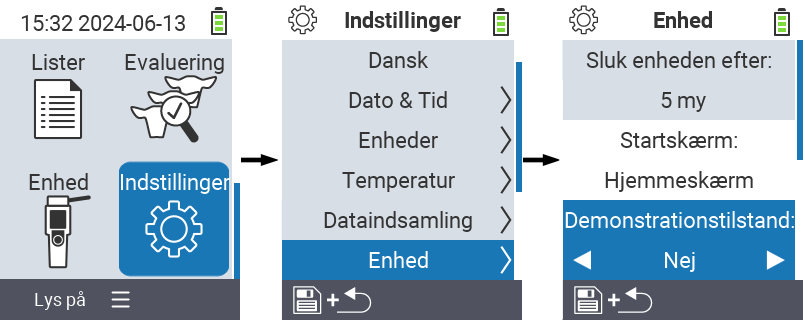 15:32 2024-06-13
Lister
Evaluering
Enhed
Indstillinger
Lys på
Indstillinger
Dansk
Dato & Tid
Enheder
Temperatur
Dataindsamling
Enhed
+
Enhed
Sluk enheden efter:
5 my
Startskærm:
Hjemmeskærm
Demonstrationstilstand:
Nej
+